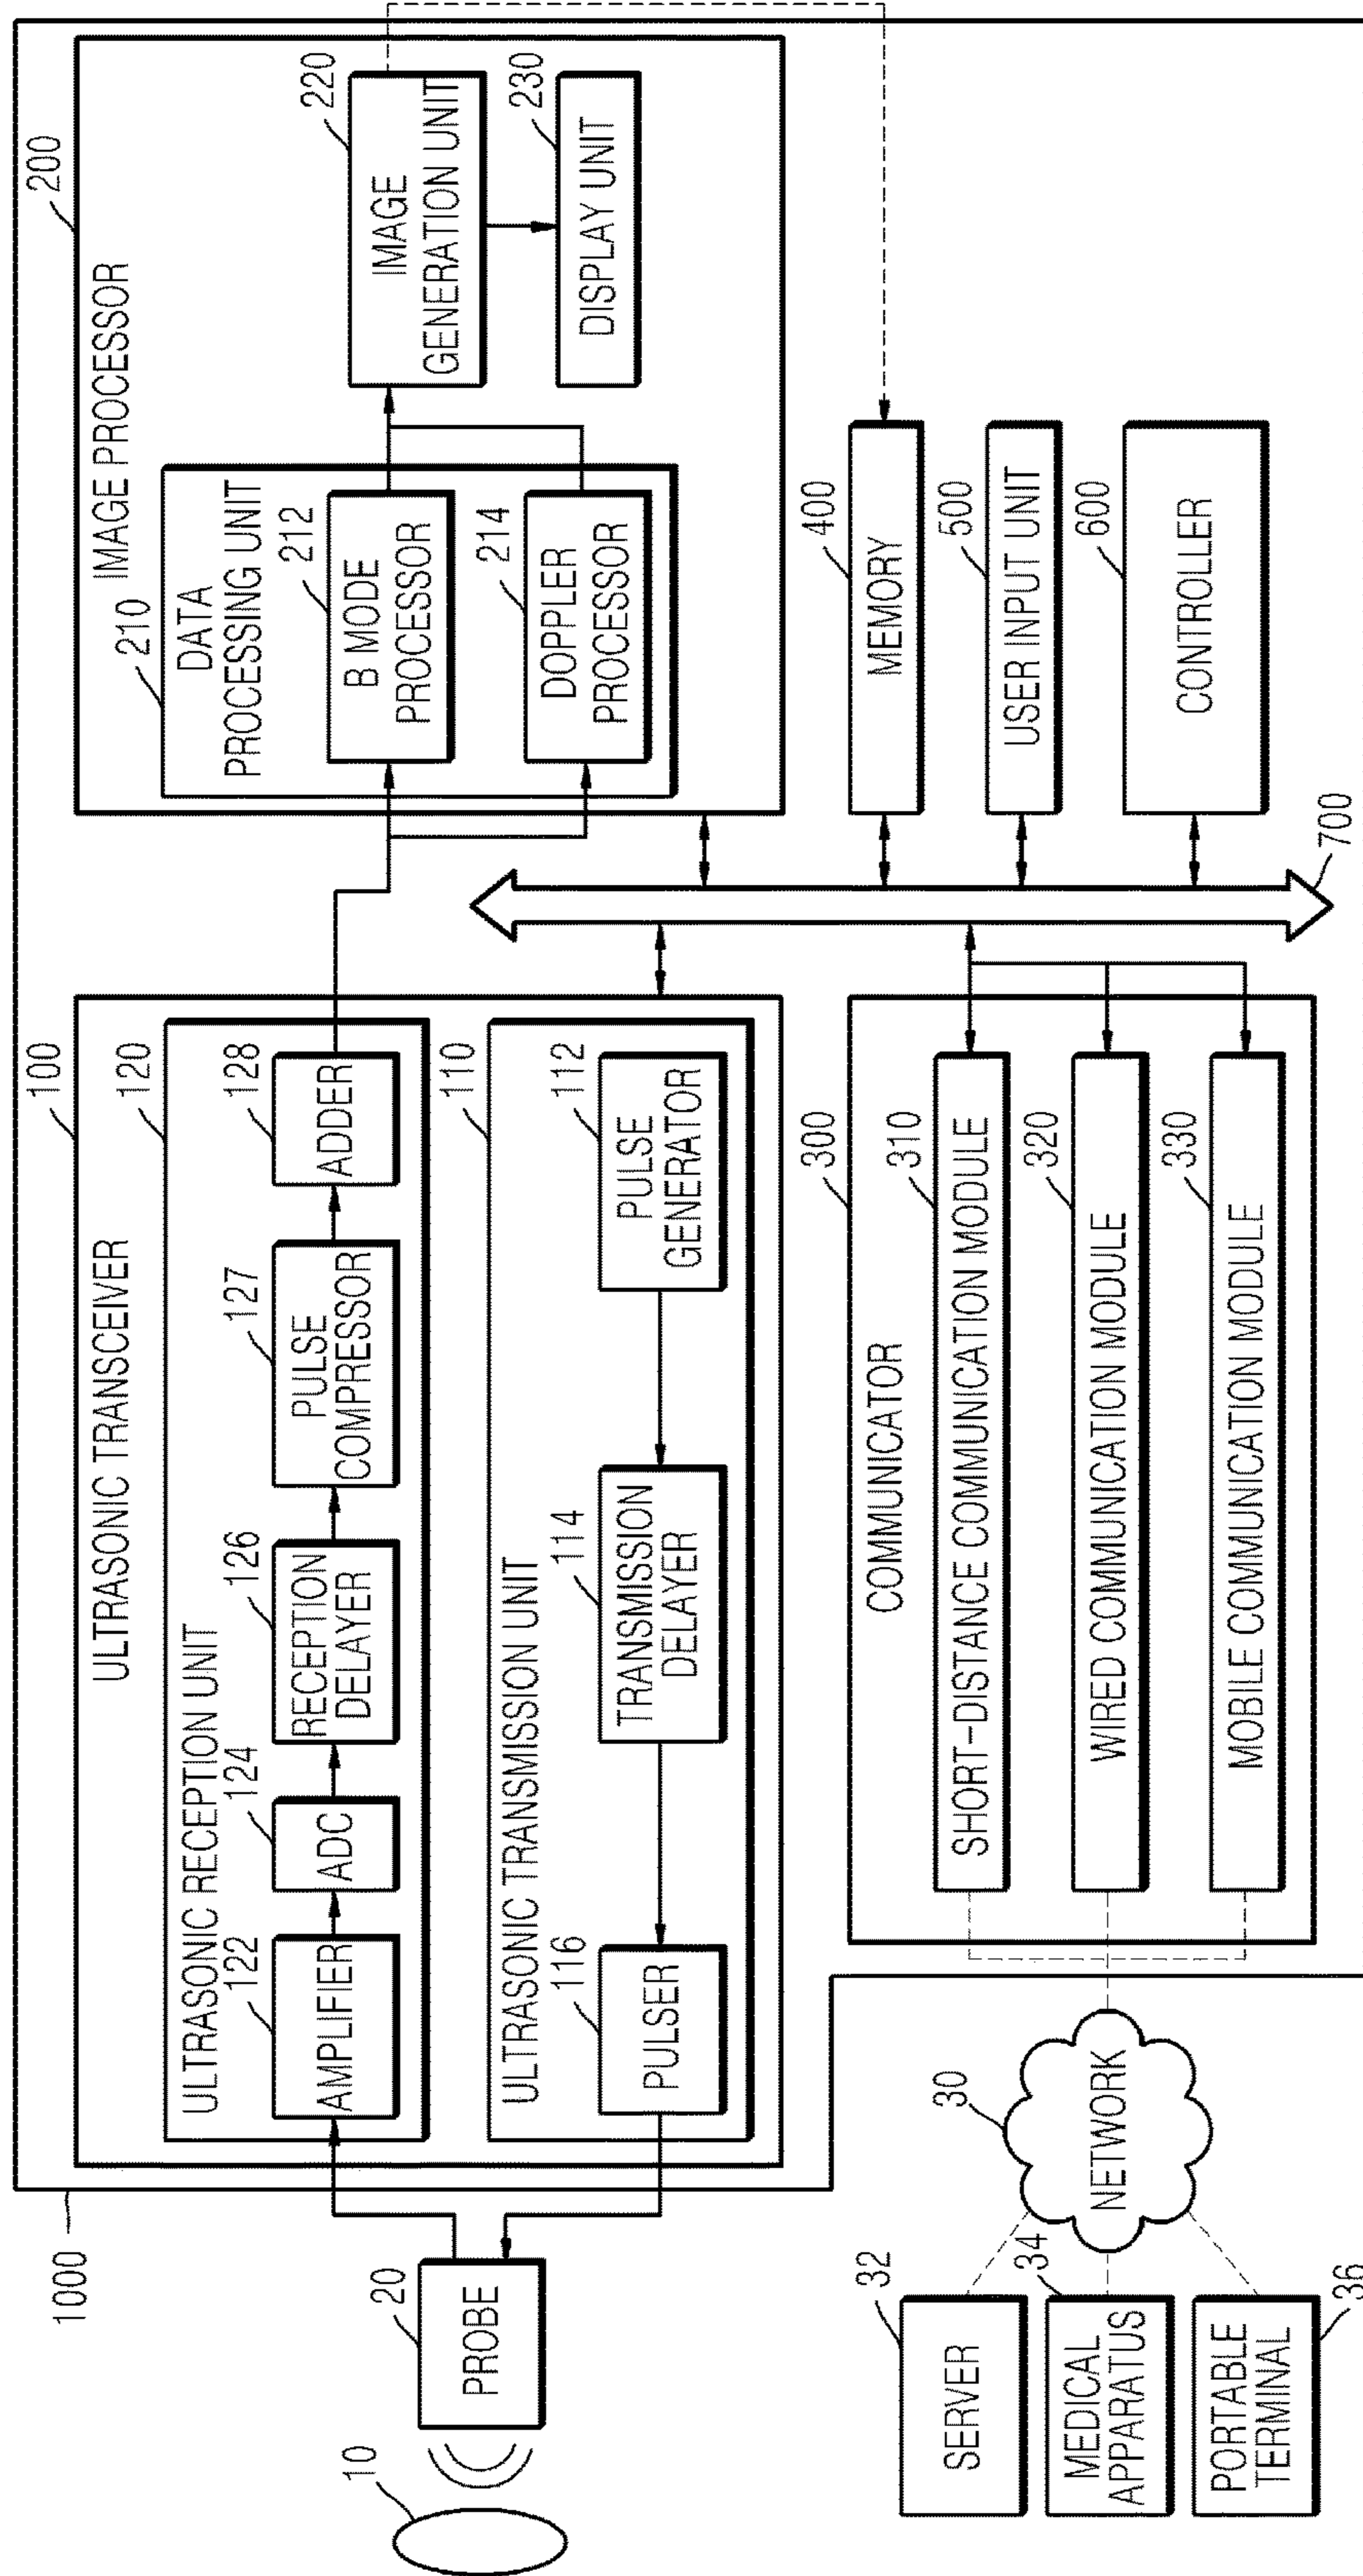 1000
100
ULTRASONIC TRANSCEIVER
120
ULTRASONIC RECEPTION UNIT
122
AMPLIFIER
124
ADC
126
RECEPTION
DELAYER
127
PULSE
COMPRESSOR
128
ADDER
110
ULTRASONIC TRANSMISSION UNIT
116
PULSER
114
TRANSMISSION
DELAYER
112
PULSE
GENERATOR
10
20
PROBE
200
IMAGE PROCESSOR
210
DATA
PROCESSING UNIT
212
B MODE
PROCESSOR
214
DOPPLER
PROCESSOR
220
IMAGE
GENERATION UNIT
230
DISPLAY UNIT
300
COMMUNICATOR
310
SHORT-DISTANCE COMMUNICATION MODULE
320
WIRED COMMUNICATION MODULE
330
MOBILE COMMUNICATION MODULE
400
MEMORY
500
USER INPUT UNIT
600
CONTROLLER
700
30
NETWORK
32
SERVER
34
MEDICAL
APPARATUS
36
PORTABLE
TERMINAL